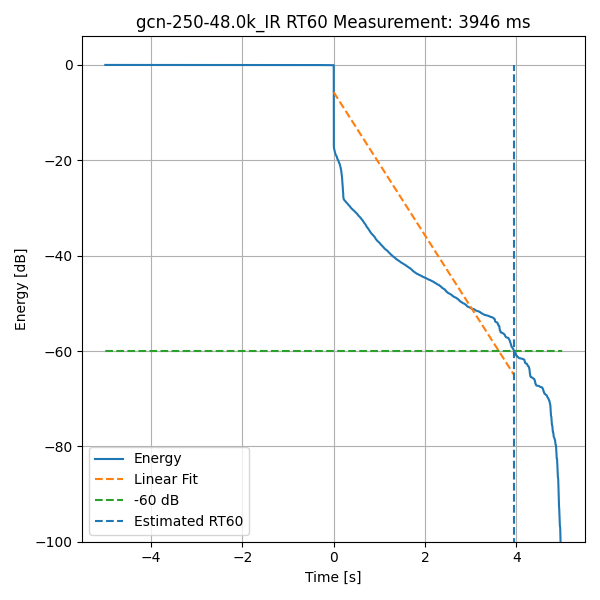 gcn-250-48.0k_IR RT60 Measurement: 3946 ms
Energy [dB]
0
−20
−40
−60
−80
−100
Energy
Linear Fit
-60 dB
Estimated RT60
−4
−2
0
2
4
Time [s]